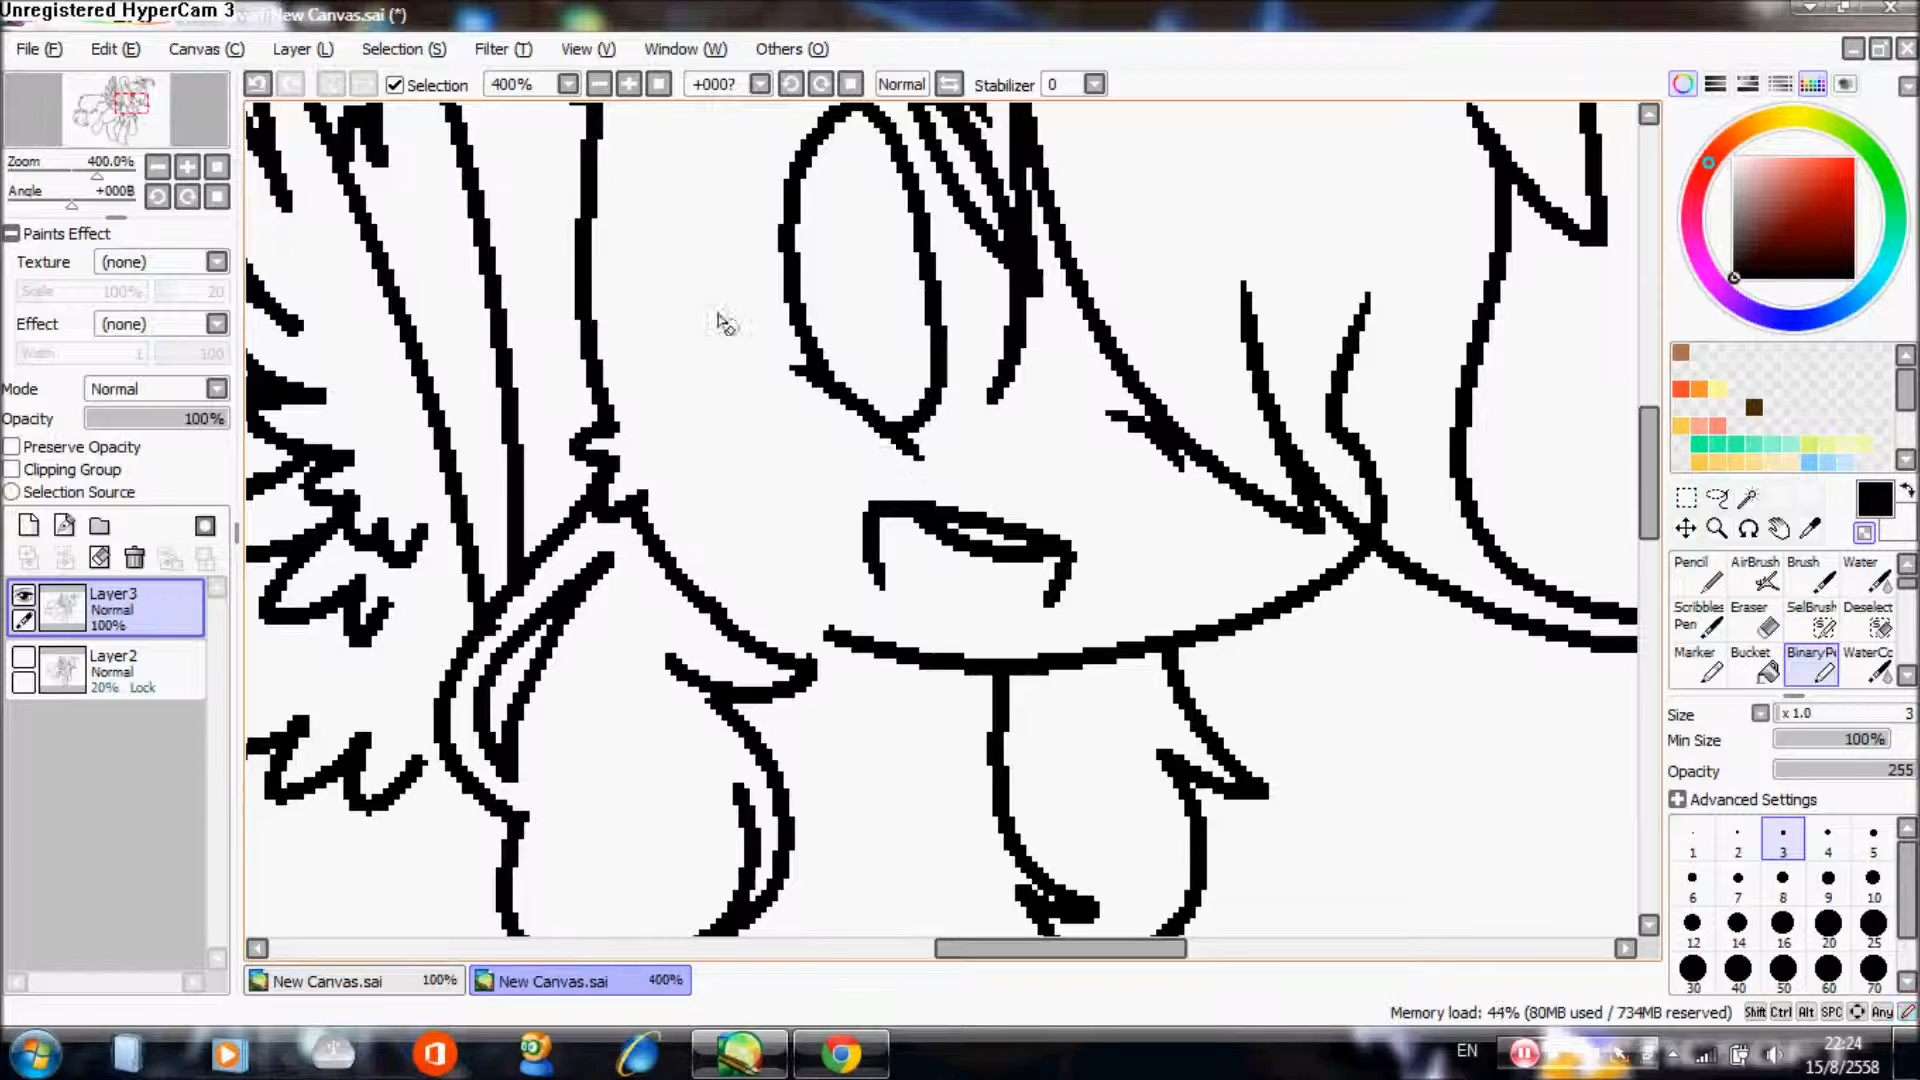 Unregistered HyperCam 3
New Canvas.sai (*)
File (F) Edit (E) Canvas (C) Layer (L) Selection (S) Filter (T) View (V) Window (W) Others (O)
Selection 400% +000? Normal Stabilizer 0
Zoom 400.0%
Angle +000B
Paints Effect
Texture (none)
Scale 100% 20
Effect (none)
Width 1 100
Mode Normal
Opacity 100%
Preserve Opacity
Clipping Group
Selection Source
Layer3
Normal
100%
Layer2
Normal
20% Lock
Pencil AirBrush Brush Water
Scribbles Pen Eraser SelBrush Deselect
Marker Bucket BinaryPe WaterCo
Size x 1.0 3
Min Size 100%
Opacity 255
Advanced Settings
1 2 3 4 5
6 7 8 9 10
12 14 16 20 25
30 40 50 60 70
New Canvas.sai 100% New Canvas.sai 400%
Memory load: 44% (80MB used / 734MB reserved) Shift Ctrl Alt SPC Any
EN
22:24
15/8/2558